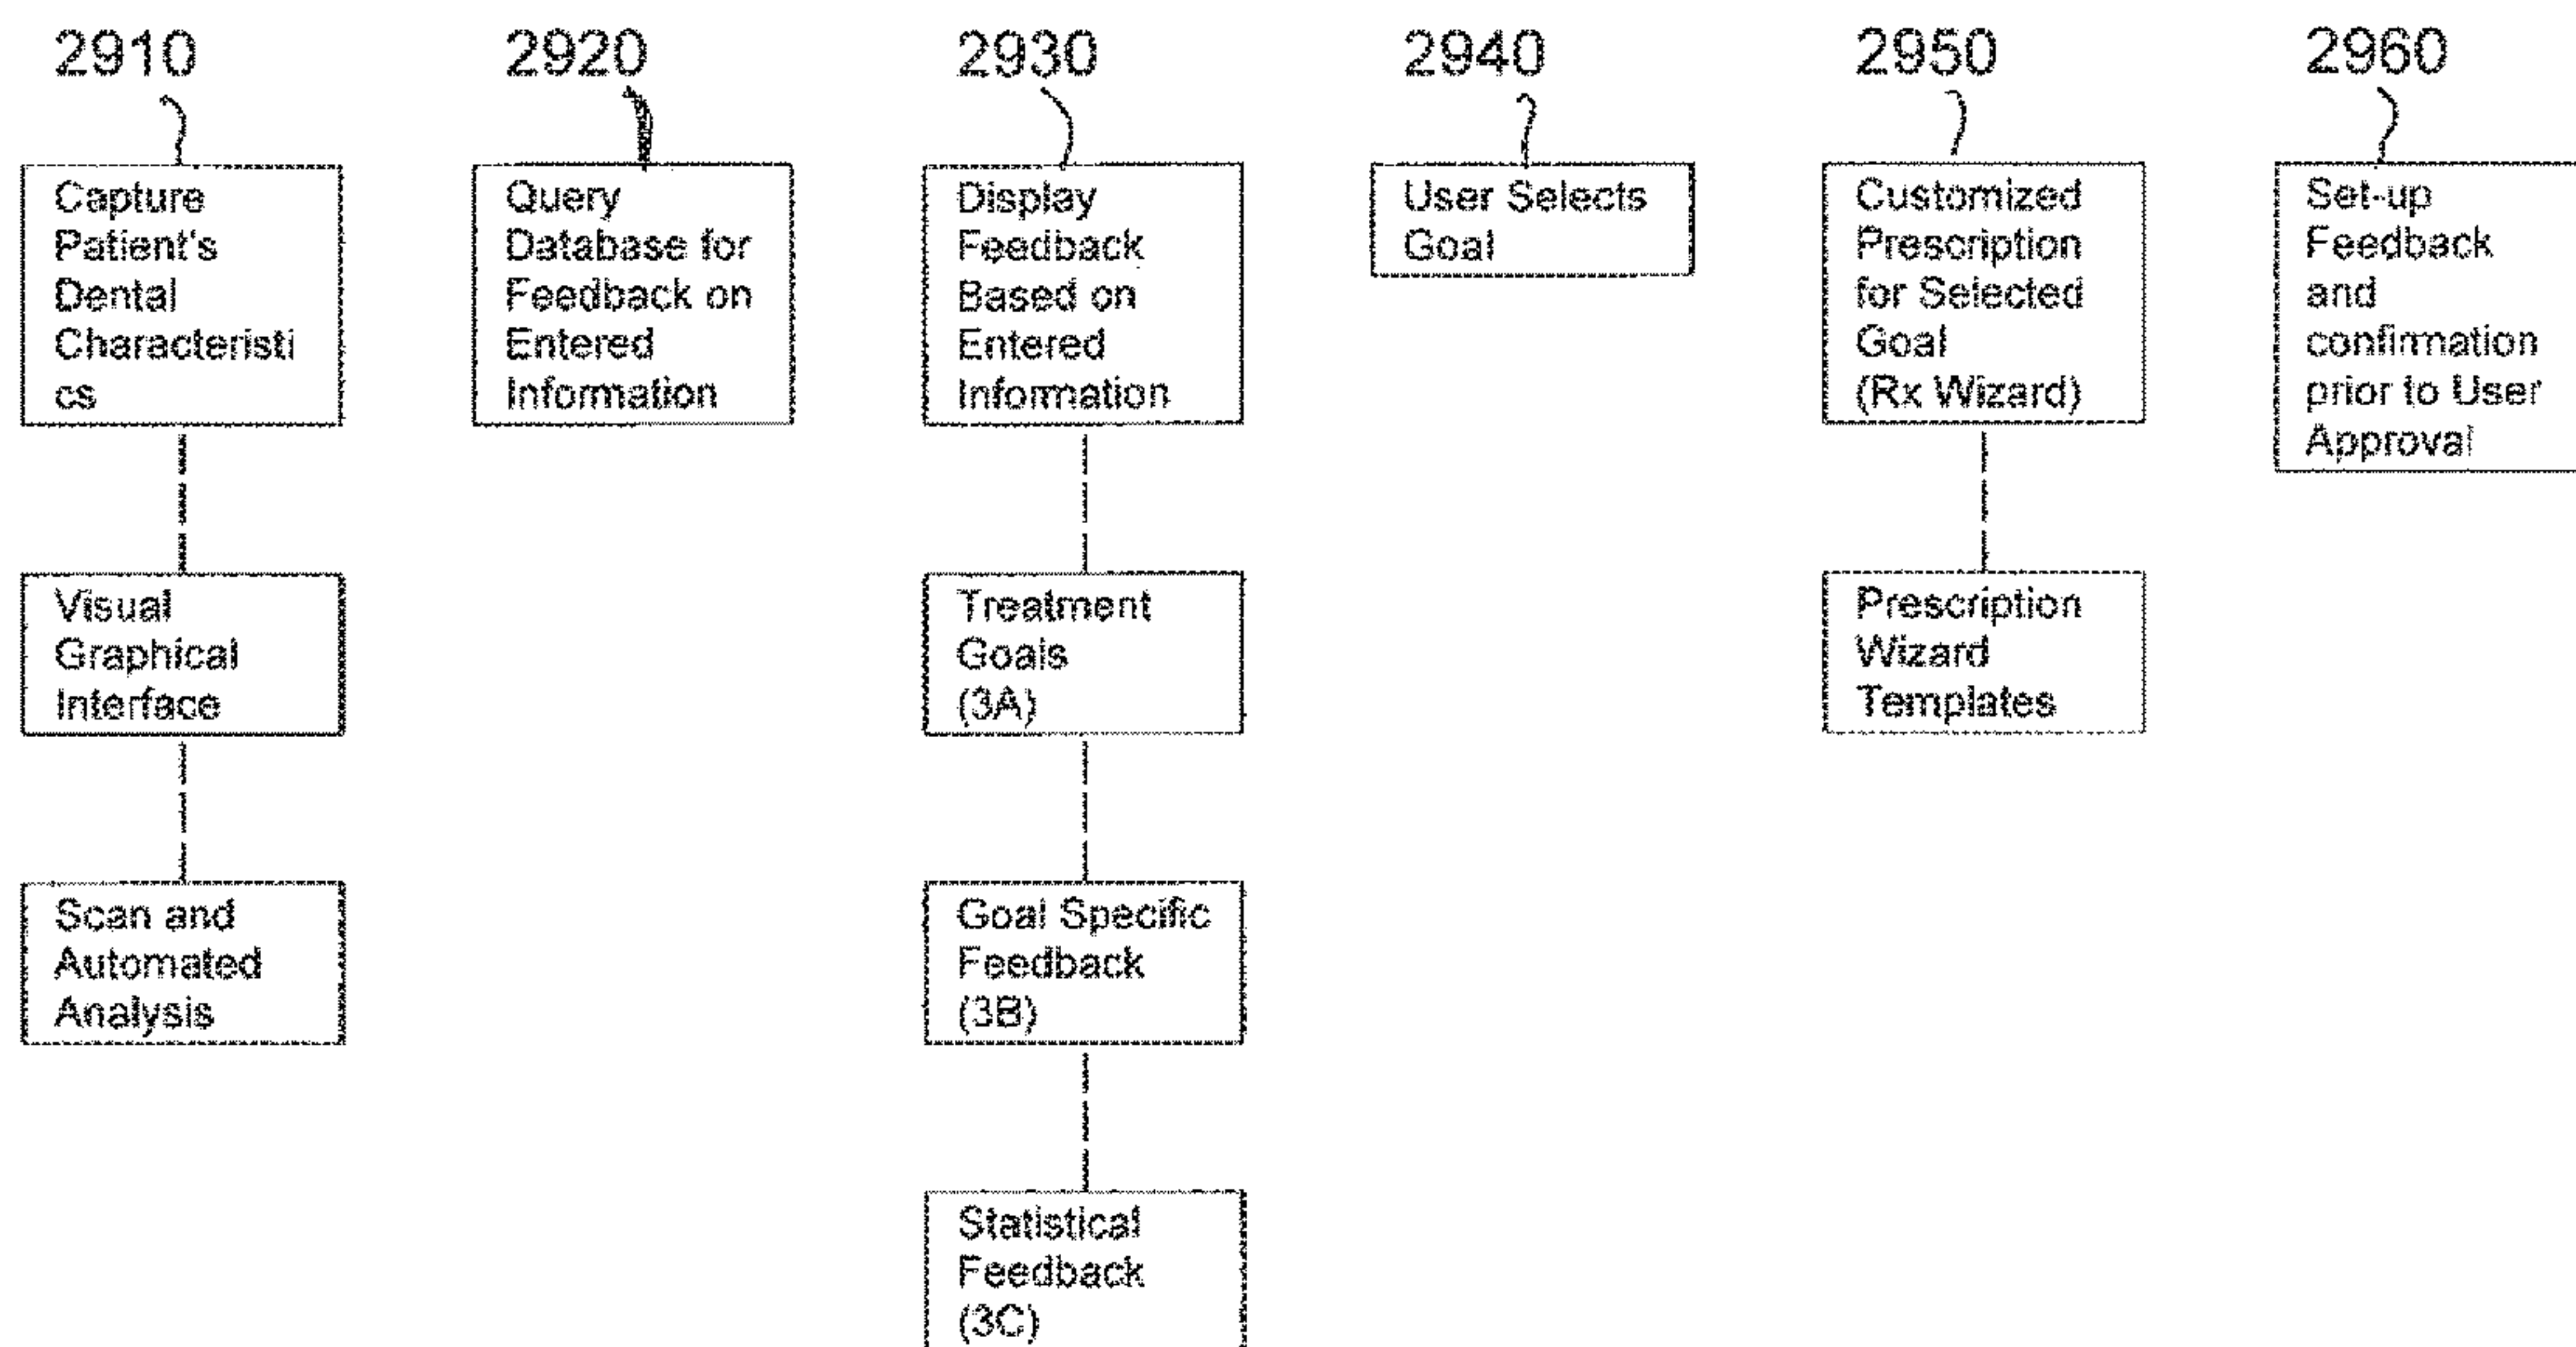 2910
2920
2930
2940
2950
2960
Capture
Patient's
Dental
Characteristi
cs
Query
Database for
Feedback on
Entered
Information
Display
Feedback
Based on
Entered
Information
User Selects
Goal
Customized
Prescription
for Selected
Goal
(Rx Wizard)
Set-up
Feedback
and
confirmation
prior to User
Approval
Visual
Graphical
Interface
Treatment
Goals
(3A)
Prescription
Wizard
Templates
Scan and
Automated
Analysis
Goal Specific
Feedback
(3B)
Statistical
Feedback
(3C)